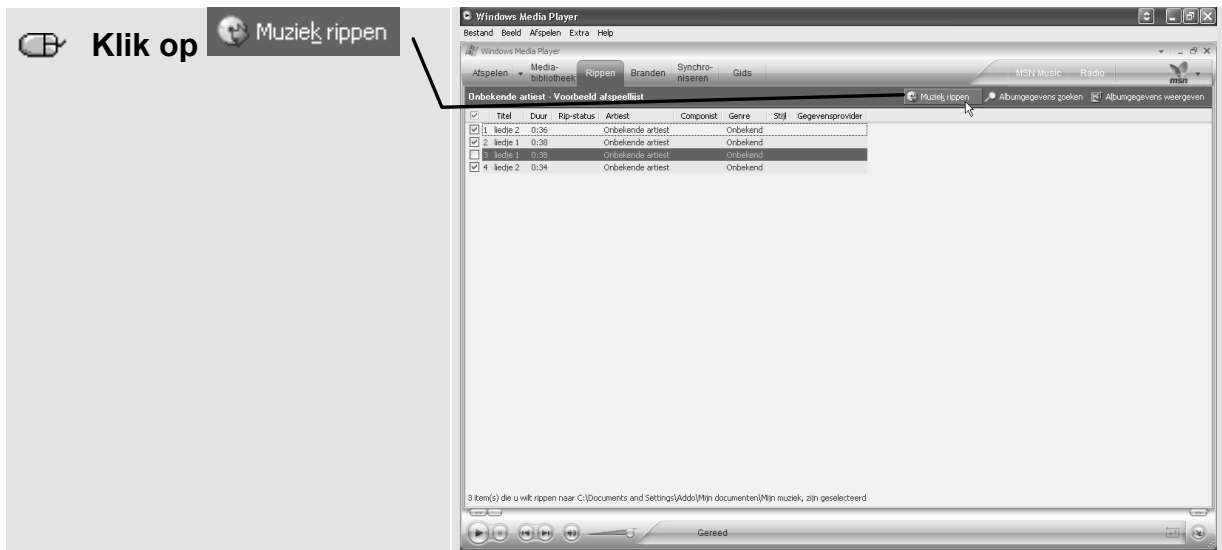 Klik op Muziek rippen
Windows Media Player
Bestand Beeld Afspelen Extra Help
Windows Media Player
Afspelen Media-bibliotheek Rippen Branden Synchro-niseren Gids MSN Music Radio msn
Onbekende artiest - Voorbeeld afspeellijst Muziek rippen Albumgegevens zoeken Albumgegevens weergeven
Titel Duur Rip-status Artiest Componist Genre Stijl Gegevensprovider
1 liedje 2 0:36 Onbekende artiest Onbekend
2 liedje 1 0:38 Onbekende artiest Onbekend
3 liedje 1 0:38 Onbekende artiest Onbekend
4 liedje 2 0:34 Onbekende artiest Onbekend
3 item(s) die u wilt rippen naar C:\Documents and Settings\Addo\Mijn documenten\Mijn muziek, zijn geselecteerd
Gereed